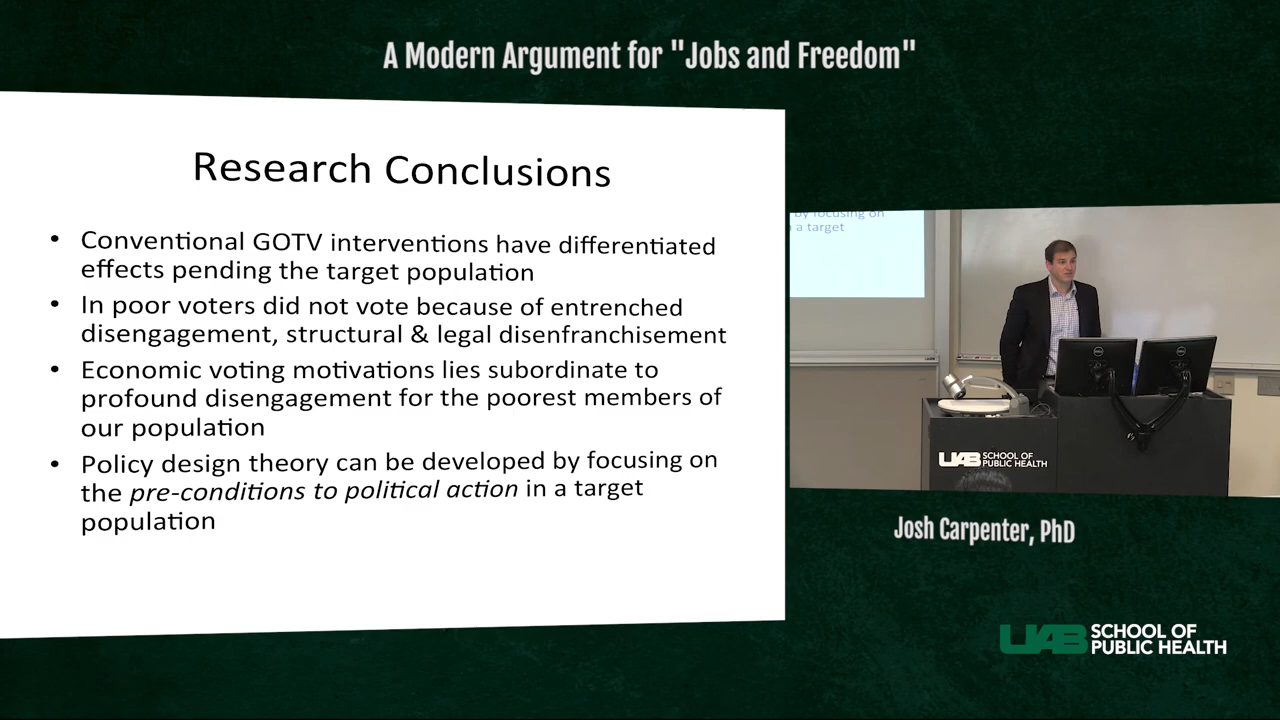 A Modern Argument for "Jobs and Freedom"
Research Conclusions
• Conventional GOTV interventions have differentiated
effects pending the target population
• In poor voters did not vote because of entrenched
disengagement, structural & legal disenfranchisement
• Economic voting motivations lies subordinate to
profound disengagement for the poorest members of
our population
• Policy design theory can be developed by focusing on
the pre-conditions to political action in a target
population
by focusing on
a target
UAB SCHOOL OF
PUBLIC HEALTH
Josh Carpenter, PhD
UAB SCHOOL OF
PUBLIC HEALTH